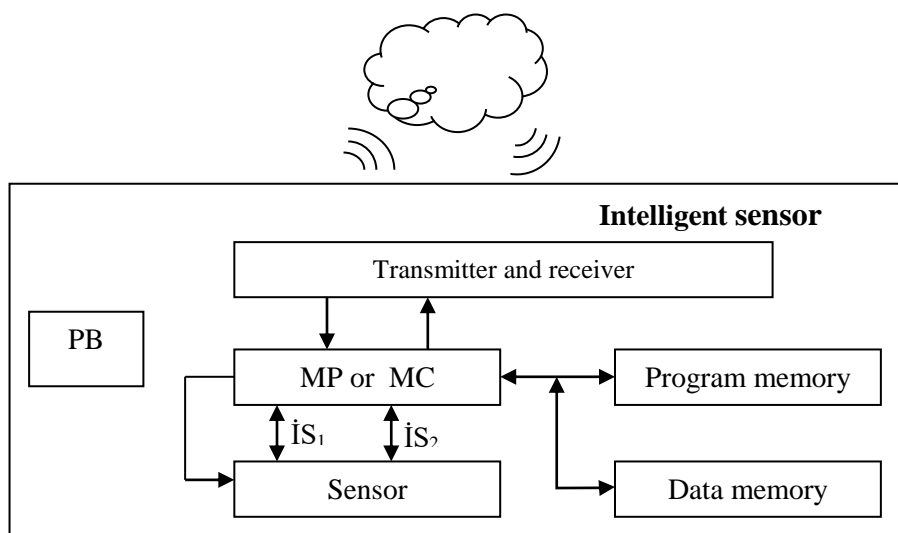 Intelligent sensor
Transmitter and receiver
PB
MP or MC
Program memory
İS₁
İS₂
Sensor
Data memory